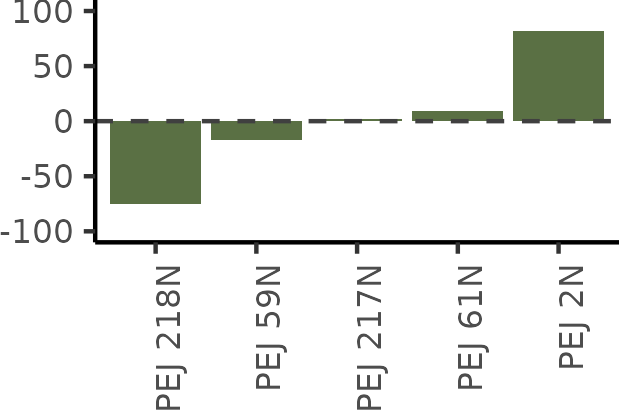 100
50
0
-50
-100
PEJ 218N
PEJ 59N
PEJ 217N
PEJ 61N
PEJ 2N